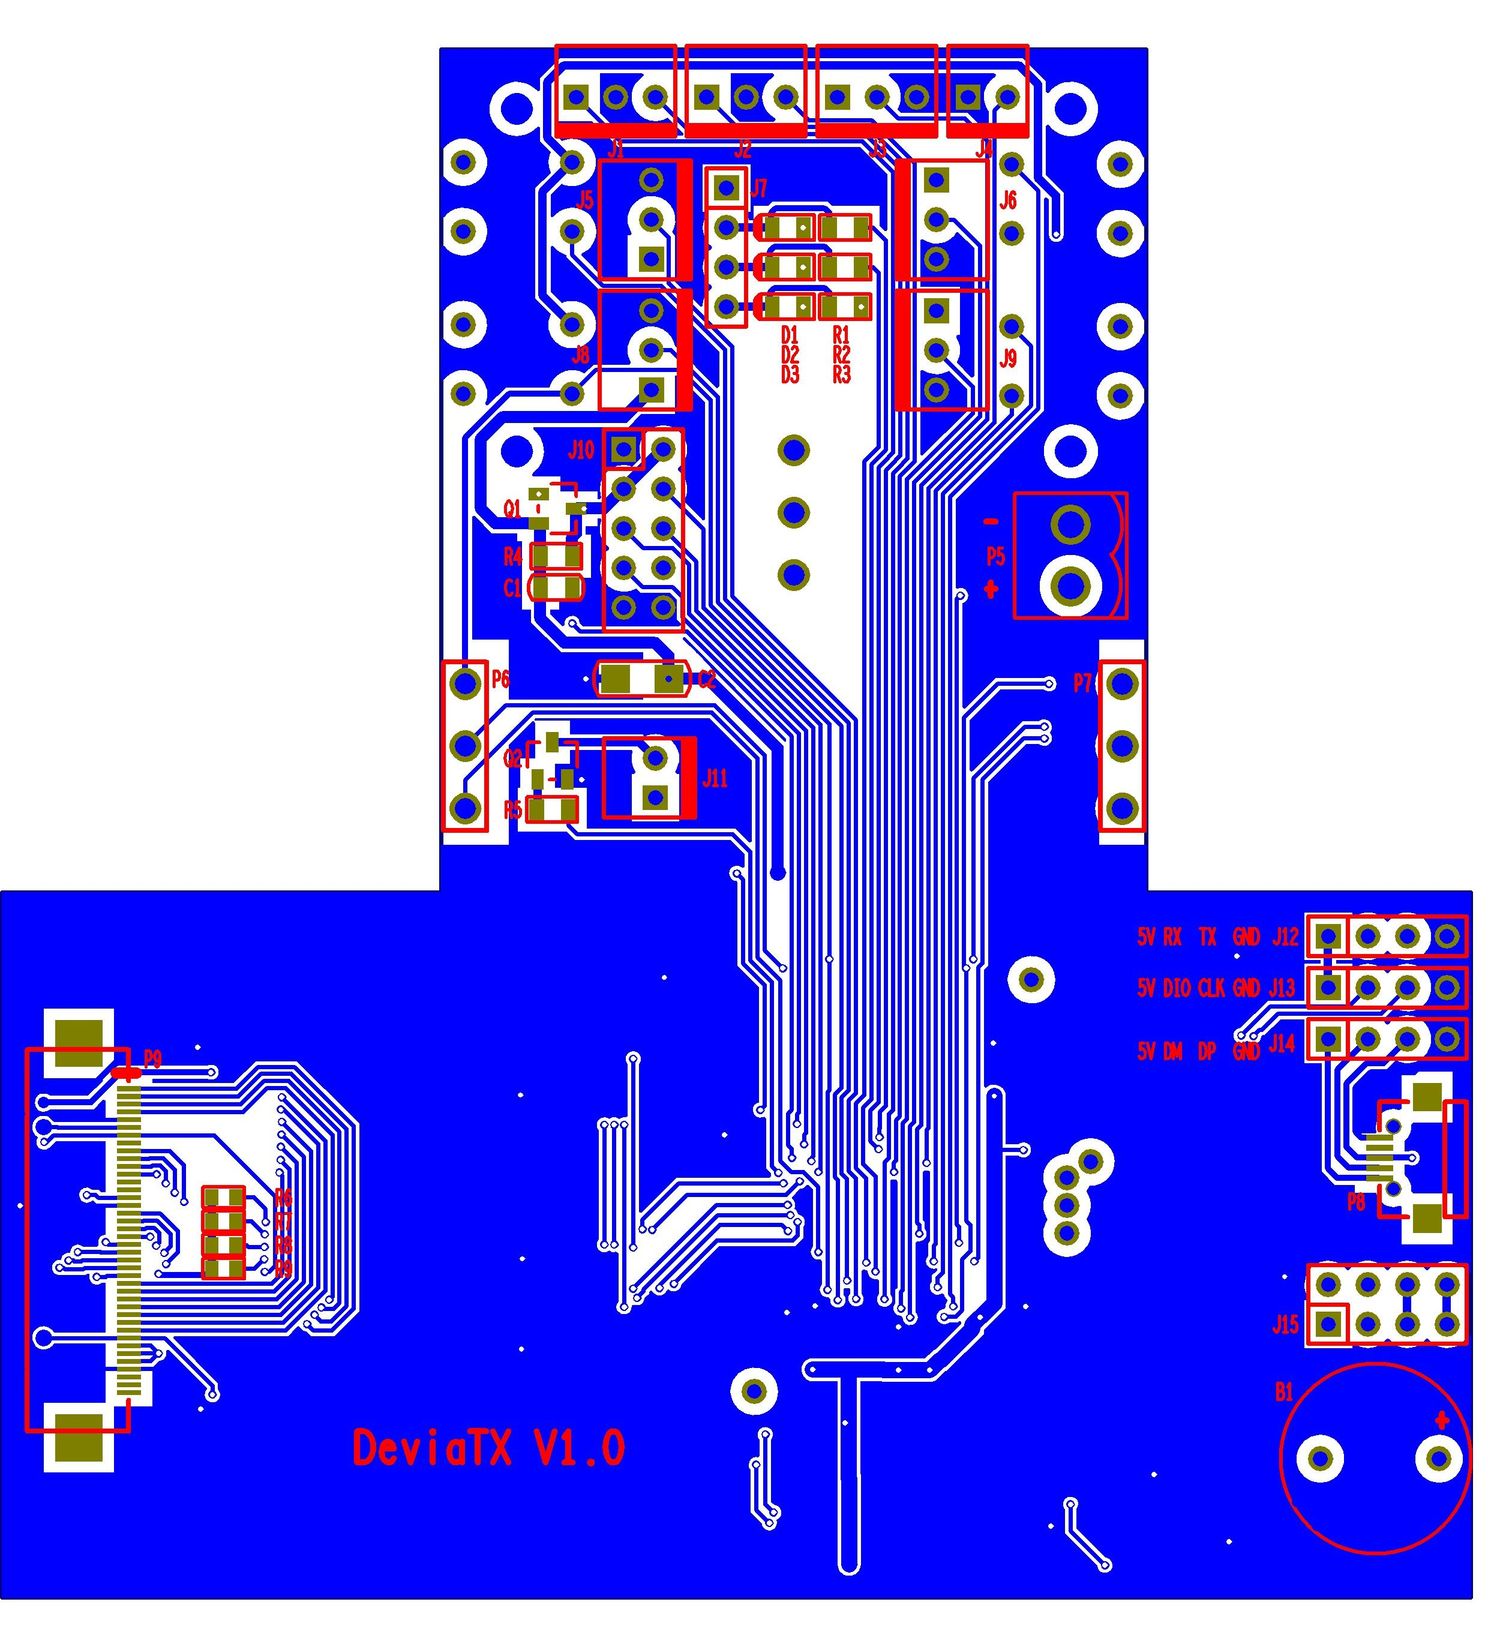 J1 J2 J3 J4
J5 J7 J6
D1 R1
D2 R2
D3 R3
J8 J9
J10
Q1
-
R4 P5
C1 +
P6 C2 P7
Q2 J11
R5
5V RX TX GND J12
5V DIO CLK GND J13
5V DM DP GND J14
P9
R6
R7
R8
R9
P8
J15
B1
+
DeviaTX V1.0